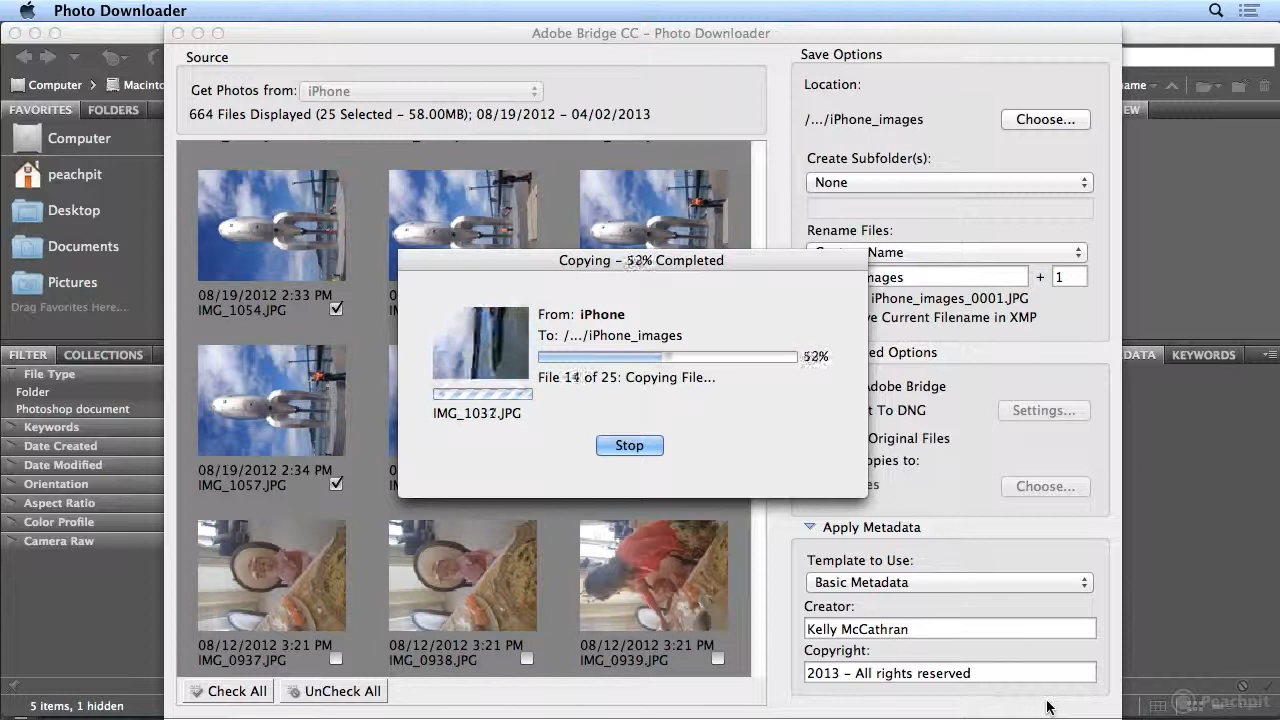 Photo Downloader
Adobe Bridge CC – Photo Downloader
Computer
Macinto
FAVORITES
FOLDERS
Computer
peachpit
Desktop
Documents
Pictures
Drag Favorites Here...
FILTER
COLLECTIONS
File Type
Folder
Photoshop document
Keywords
Date Created
Date Modified
Orientation
Aspect Ratio
Color Profile
Camera Raw
5 items, 1 hidden
Source
Get Photos from:
iPhone
664 Files Displayed (25 Selected – 58.00MB); 08/19/2012 – 04/02/2013
08/19/2012 2:33 PM
IMG_1054.JPG
08/19/2012 2:34 PM
IMG_1057.JPG
08/12/2012 3:21 PM
IMG_0937.JPG
08/12/2012 3:21 PM
IMG_0938.JPG
08/12/2012 3:21 PM
IMG_0939.JPG
Check All
UnCheck All
Copying – 52% Completed
From: iPhone
To: /.../iPhone_images
52%
File 14 of 25: Copying File...
Stop
Save Options
Location:
/.../iPhone_images
Choose...
Create Subfolder(s):
None
Rename Files:
Name
mages
+
1
iPhone_images_0001.JPG
ve Current Filename in XMP
ed Options
Adobe Bridge
t To DNG
Settings...
Original Files
opies to:
es
Choose...
Apply Metadata
Template to Use:
Basic Metadata
Creator:
Kelly McCathran
Copyright:
2013 – All rights reserved
name
EW
DATA
KEYWORDS
Peachpit